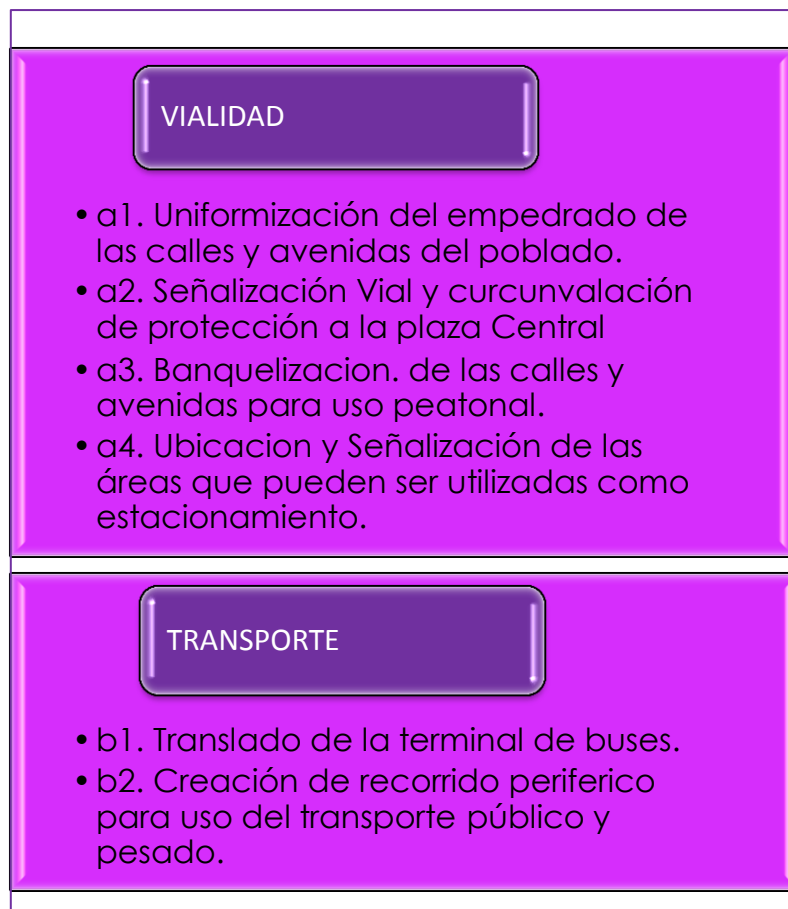 VIALIDAD
• a1. Uniformización del empedrado de
las calles y avenidas del poblado.
• a2. Señalización Vial y curcunvalación
de protección a la plaza Central
• a3. Banquelizacion. de las calles y
avenidas para uso peatonal.
• a4. Ubicacion y Señalización de las
áreas que pueden ser utilizadas como
estacionamiento.
TRANSPORTE
• b1. Translado de la terminal de buses.
• b2. Creación de recorrido periferico
para uso del transporte público y
pesado.